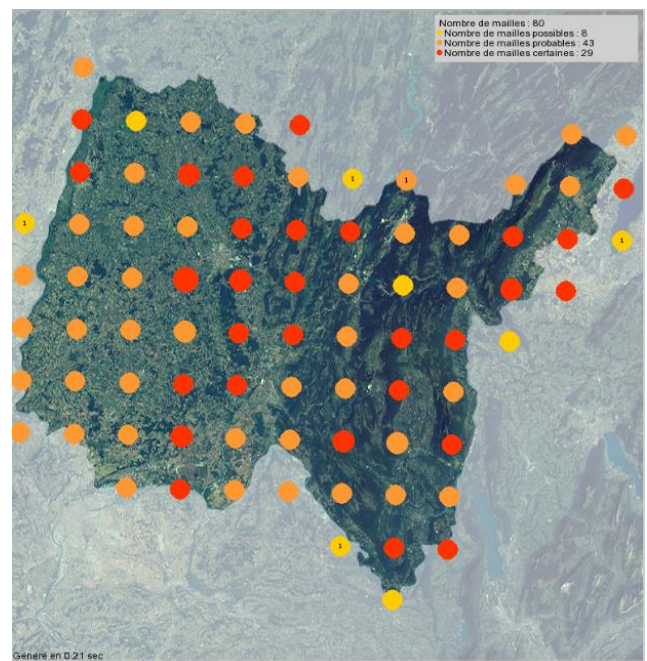 Nombre de mailles : 80
Nombre de mailles possibles : 8
Nombre de mailles probables : 43
Nombre de mailles certaines : 29
1
1
1
1
1
Généré en 0.21 sec